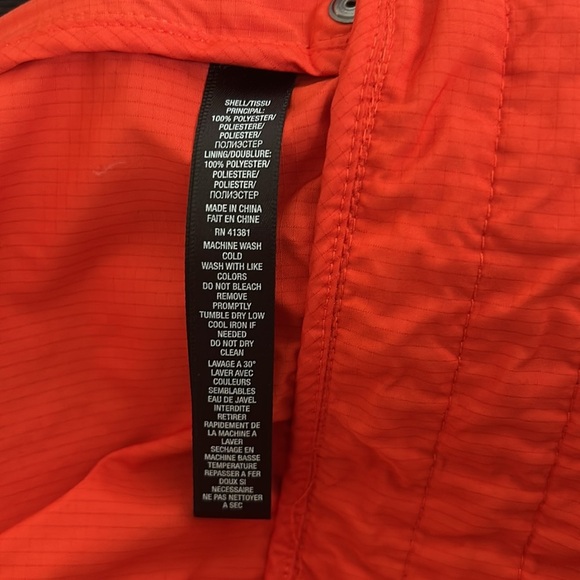 SHELL/TISSU
PRINCIPAL:
100% POLYESTER/
POLIESTERE/
POLIESTER/
ПОЛИЭСТЕР
LINING/DOUBLURE:
100% POLYESTER/
POLIESTERE/
POLIESTER/
ПОЛИЭСТЕР
MADE IN CHINA
FAIT EN CHINE
RN 41381
MACHINE WASH
COLD
WASH WITH LIKE
COLORS
DO NOT BLEACH
REMOVE
PROMPTLY
TUMBLE DRY LOW
COOL IRON IF
NEEDED
DO NOT DRY
CLEAN
LAVAGE A 30°
LAVER AVEC
COULEURS
SEMBLABLES
EAU DE JAVEL
INTERDITE
RETIRER
RAPIDEMENT DE
LA MACHINE A
LAVER
SECHAGE EN
MACHINE BASSE
TEMPERATURE
REPASSER A FER
DOUX SI
NECESSAIRE
NE PAS NETTOYER
A SEC